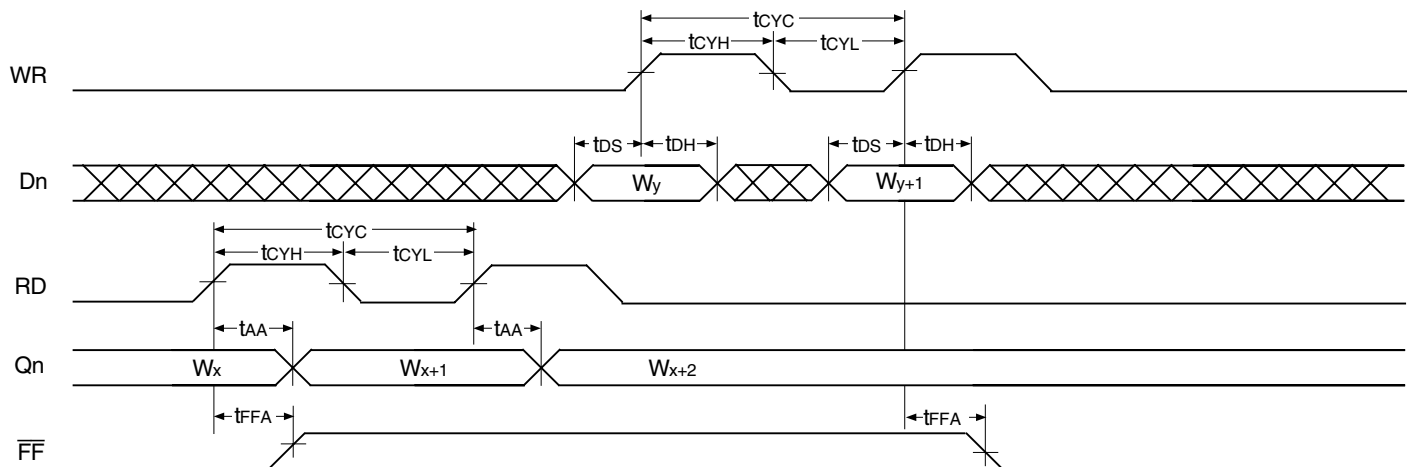 tCYC
tCYH tCYL
WR
tDS tDH tDS tDH
Dn Wy Wy+1
tCYC
tCYH tCYL
RD
tAA tAA
Qn Wx Wx+1 Wx+2
tFFA tFFA
FF